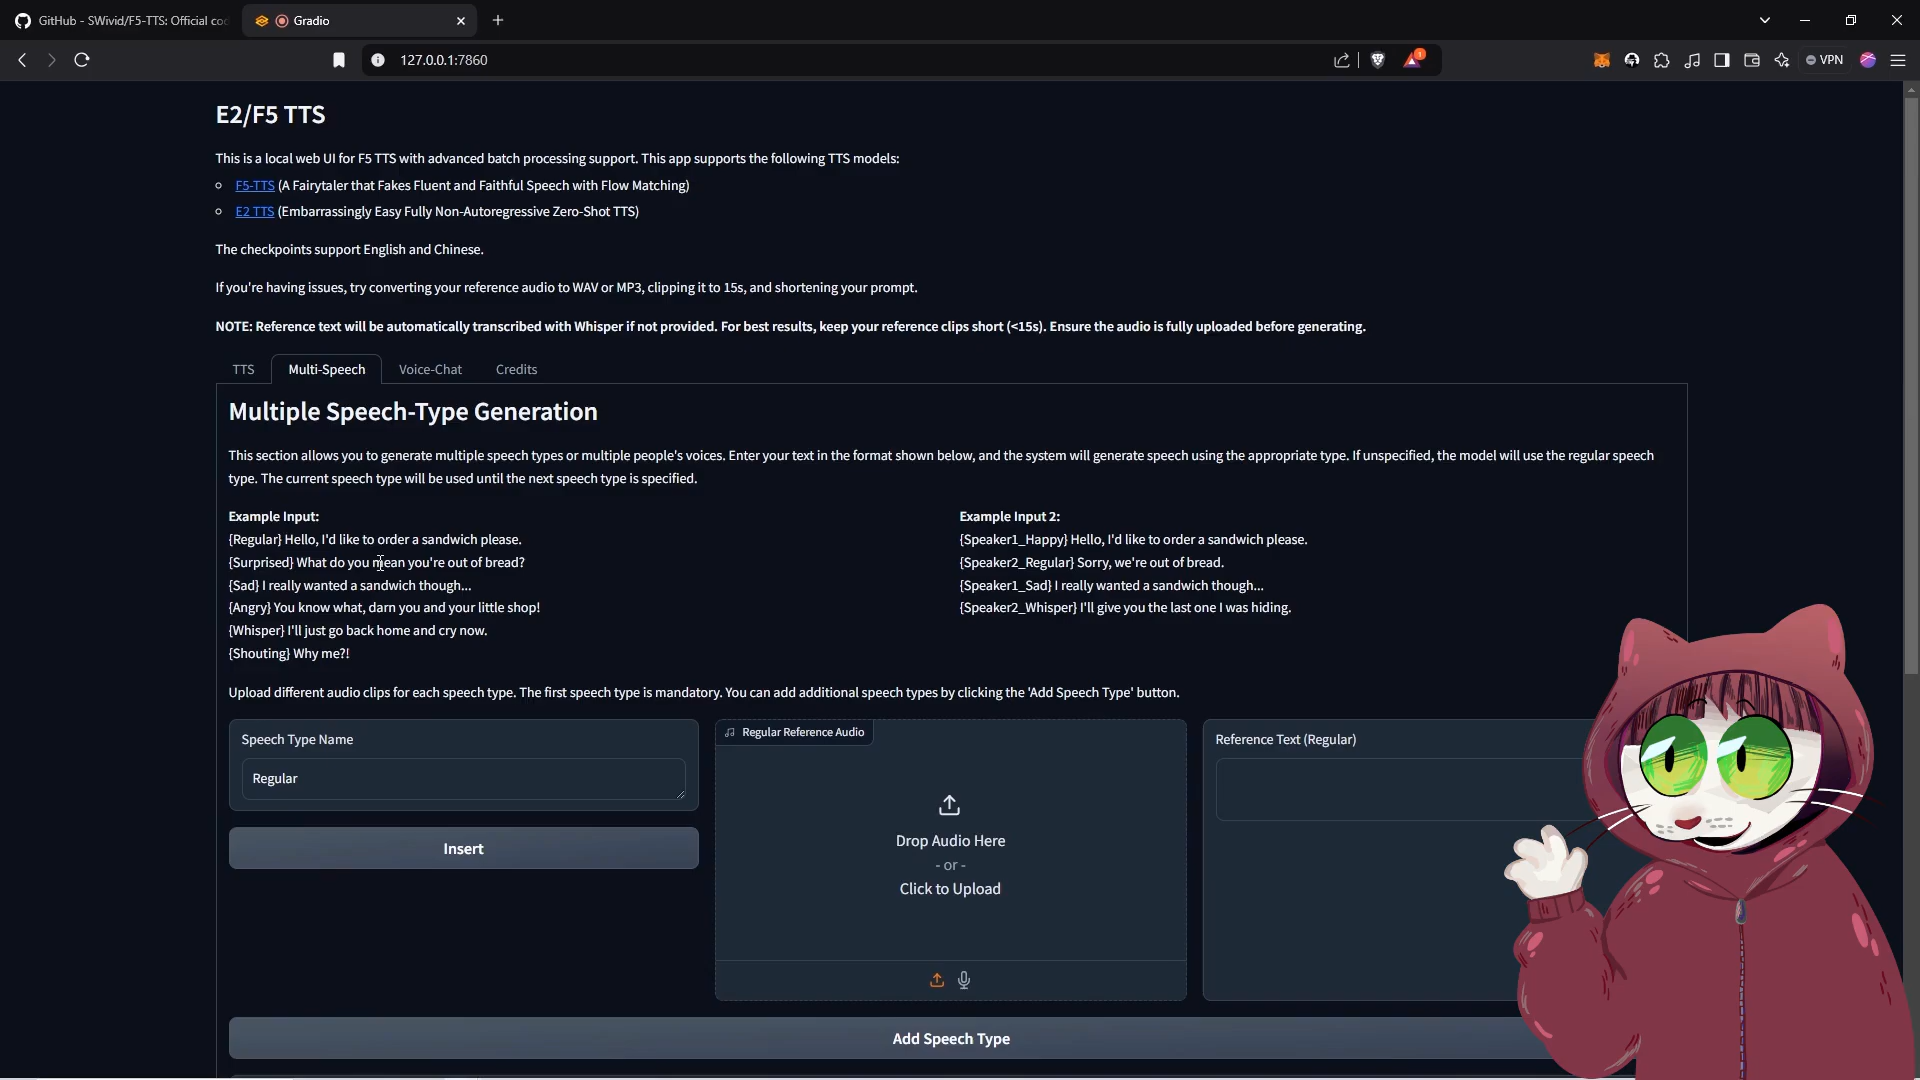 GitHub - SWivid/F5-TTS: Official cod
Gradio
127.0.0.1:7860
1
VPN
E2/F5 TTS
This is a local web UI for F5 TTS with advanced batch processing support. This app supports the following TTS models:
F5-TTS (A Fairytaler that Fakes Fluent and Faithful Speech with Flow Matching)
E2 TTS (Embarrassingly Easy Fully Non-Autoregressive Zero-Shot TTS)
The checkpoints support English and Chinese.
If you're having issues, try converting your reference audio to WAV or MP3, clipping it to 15s, and shortening your prompt.
NOTE: Reference text will be automatically transcribed with Whisper if not provided. For best results, keep your reference clips short (<15s). Ensure the audio is fully uploaded before generating.
TTS
Multi-Speech
Voice-Chat
Credits
Multiple Speech-Type Generation
This section allows you to generate multiple speech types or multiple people's voices. Enter your text in the format shown below, and the system will generate speech using the appropriate type. If unspecified, the model will use the regular speech
type. The current speech type will be used until the next speech type is specified.
Example Input:
{Regular} Hello, I'd like to order a sandwich please.
{Surprised} What do you mean you're out of bread?
{Sad} I really wanted a sandwich though...
{Angry} You know what, darn you and your little shop!
{Whisper} I'll just go back home and cry now.
{Shouting} Why me?!
Example Input 2:
{Speaker1_Happy} Hello, I'd like to order a sandwich please.
{Speaker2_Regular} Sorry, we're out of bread.
{Speaker1_Sad} I really wanted a sandwich though...
{Speaker2_Whisper} I'll give you the last one I was hiding.
Upload different audio clips for each speech type. The first speech type is mandatory. You can add additional speech types by clicking the 'Add Speech Type' button.
Speech Type Name
Regular
Insert
Regular Reference Audio
Drop Audio Here
- or -
Click to Upload
Reference Text (Regular)
Add Speech Type